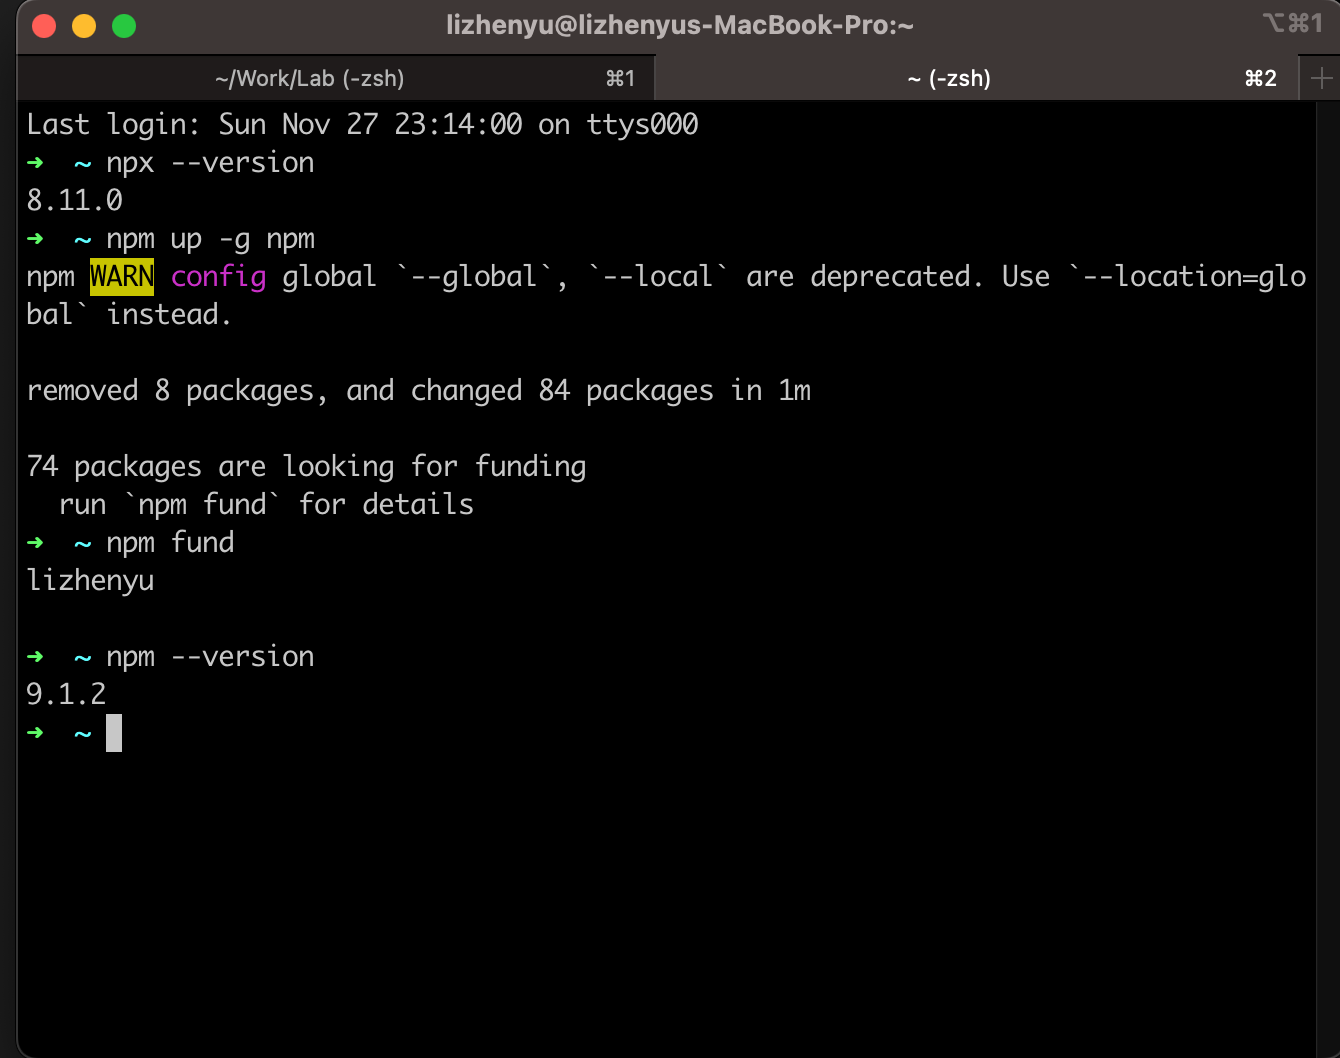 lizhenyu@lizhenyus-MacBook-Pro:~
⌥⌘1
~/Work/Lab (-zsh) ⌘1
~ (-zsh) ⌘2
Last login: Sun Nov 27 23:14:00 on ttys000
➜  ~ npx --version
8.11.0
➜  ~ npm up -g npm
npm WARN config global `--global`, `--local` are deprecated. Use `--location=glo
bal` instead.
removed 8 packages, and changed 84 packages in 1m
74 packages are looking for funding
  run `npm fund` for details
➜  ~ npm fund
lizhenyu
➜  ~ npm --version
9.1.2
➜  ~